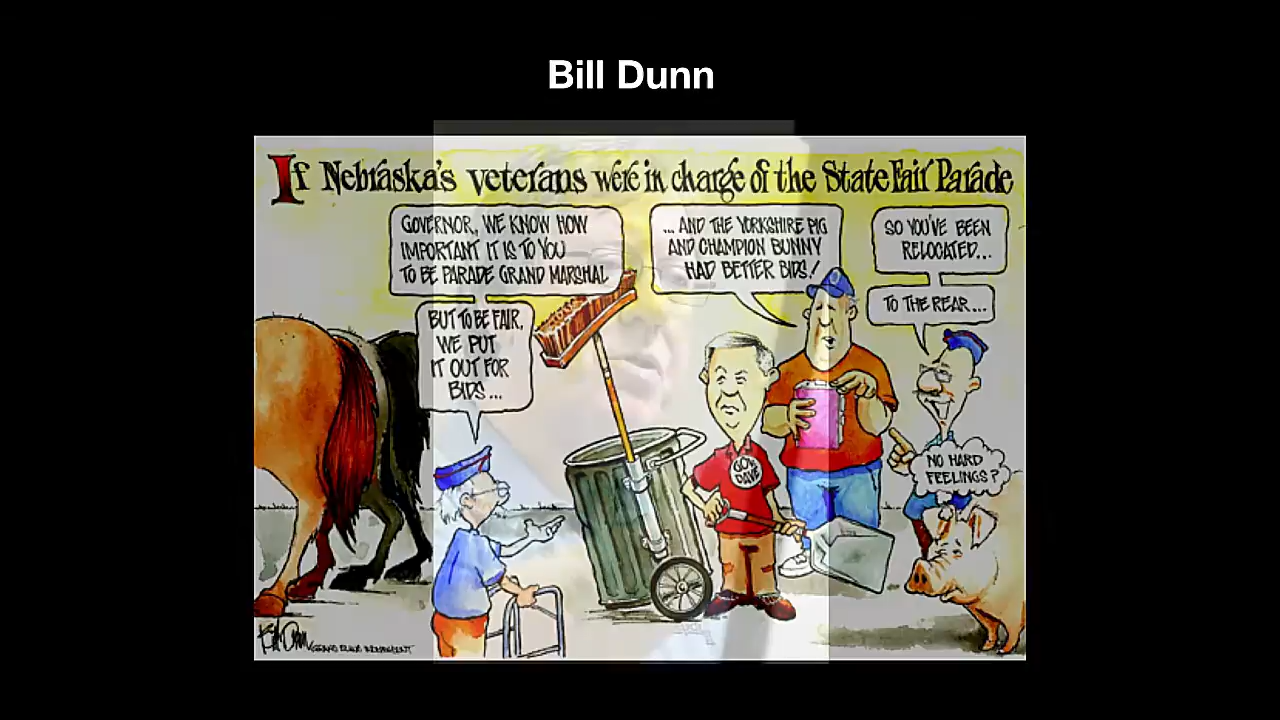 Bill Dunn
If Nebraska's veterans were in charge of the State Fair Parade
GOVERNOR, WE KNOW HOW
IMPORTANT IT IS TO YOU
TO BE PARADE GRAND MARSHAL
BUT TO BE FAIR,
WE PUT
IT OUT FOR
BIDS...
... AND THE YORKSHIRE PIG
AND CHAMPION BUNNY
HAD BETTER BIDS!
SO YOU'VE BEEN
RELOCATED...
TO THE REAR...
GOV.
DAVE
NO HARD
FEELINGS?
GRAND ISLAND INDEPENDENT